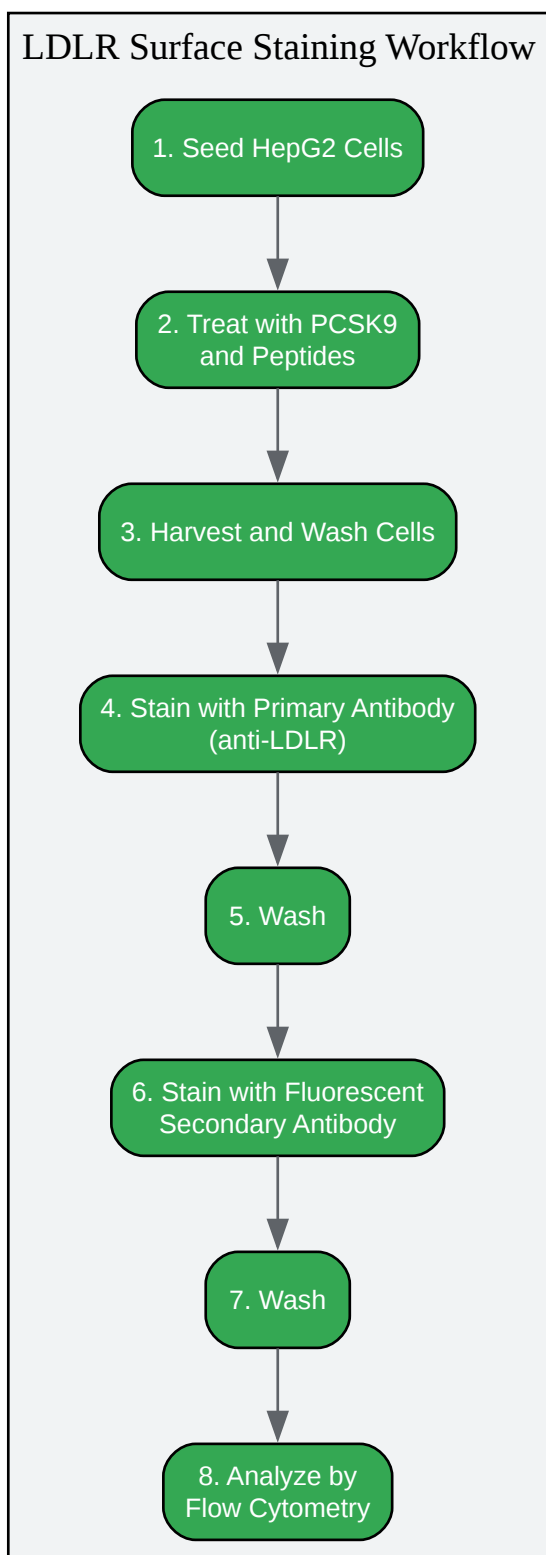 LDLR Surface Staining Workflow
1. Seed HepG2 Cells
2. Treat with PCSK9
and Peptides
3. Harvest and Wash Cells
4. Stain with Primary Antibody
(anti-LDLR)
5. Wash
6. Stain with Fluorescent
Secondary Antibody
7. Wash
8. Analyze by
Flow Cytometry